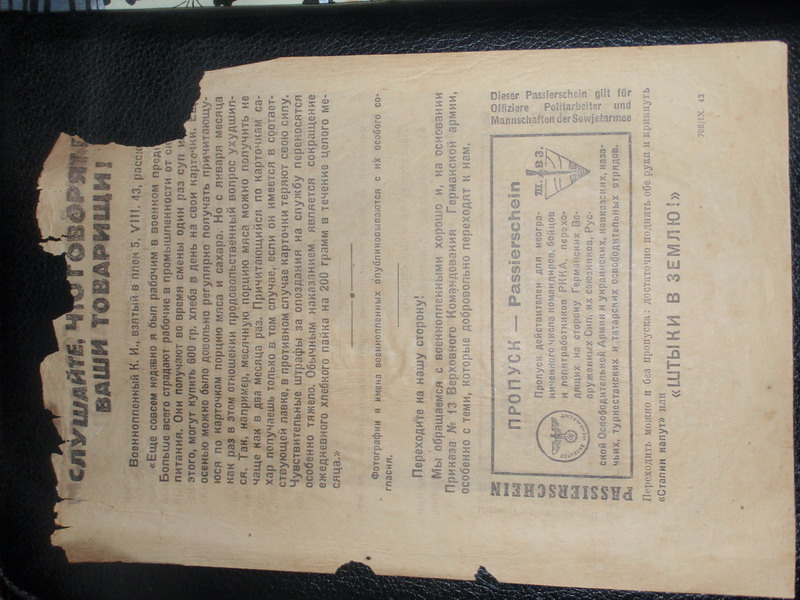 СЛУШАЙТЕ, ЧТО ГОВОРЯТ
ВАШИ ТОВАРИЩИ!
Военнопленный К. И., взятый в плен 5. VIII. 43, расск
«Еще совсем недавно я был рабочим в военном пред
Больше всего страдают рабочие в промышленности от
питания. Они получают во время смены один раз суп и
этого, могут купить 600 гр. хлеба в день на свои карточки.
осенью можно было довольно регулярно получать причитающу-
юся по карточкам порцию мяса и сахара. Но с января месяца
как раз в этом отношении продовольственный вопрос ухудшил-
ся. Так, например, месячную порцию мяса можно получить не
чаще как в два месяца раз. Причитающийся по карточкам са-
хар получаешь только в том случае, если он имеется в соответ-
ствующей лавке, в противном случае карточки теряют свою силу.
Чувствительные штрафы за опоздания на службу переносятся
особенно тяжело. Обычным наказанием является сокращение
ежедневного хлебного пайка на 200 грамм в течение целого ме-
сяца.»
Фотографии и имена военнопленных опубликовываются с их особого со-
гласия.
Переходите на нашу сторону!
Мы обращаемся с военнопленными хорошо и, на основании
Приказа № 13 Верховного Командования Германской армии,
особенно с теми, которые добровольно переходят к нам.
PASSIERSCHEIN
ПРОПУСК — Passierschein
Пропуск действителен для неогра-
ниченного числа командиров, бойцов
и политработников РККА, перехо-
дящих на сторону Германских Во-
оруженных Сил, их союзников, Рус-
ской Освободительной Армии и украинских, кавказских, каза-
чьих, туркестанских и татарских освободительных отрядов.
Ш. В З.
Dieser Passierschein gilt für
Offiziere Politarbeiter und
Mannschaften der Sowjetarmee
Переходить можно и без пропуска: достаточно поднять обе руки и крикнуть
«Сталин капут» или
«ШТЫКИ В ЗЕМЛЮ!»
708/IX. 43